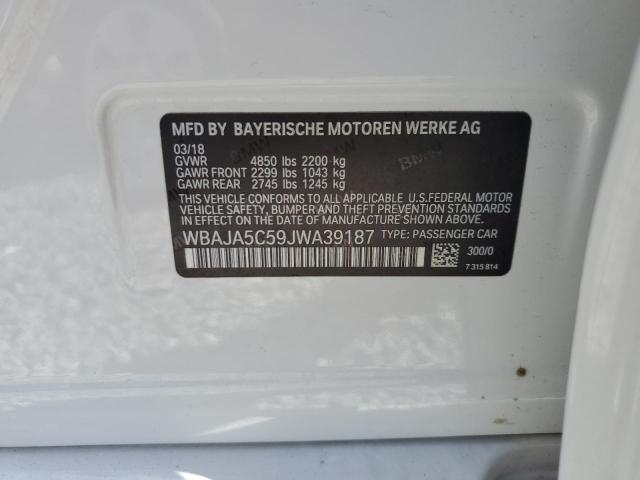 MFD BY BAYERISCHE MOTOREN WERKE AG
03/18
GVWR 4850 lbs 2200 kg
GAWR FRONT 2299 lbs 1043 kg
GAWR REAR 2745 lbs 1245 kg
THIS VEHICLE CONFORMS TO ALL APPLICABLE U.S.FEDERAL MOTOR
VEHICLE SAFETY, BUMPER AND THEFT PREVENTION STANDARDS
IN EFFECT ON THE DATE OF MANUFACTURE SHOWN ABOVE.
WBAJA5C59JWA39187 TYPE: PASSENGER CAR
300/0
7 315 814